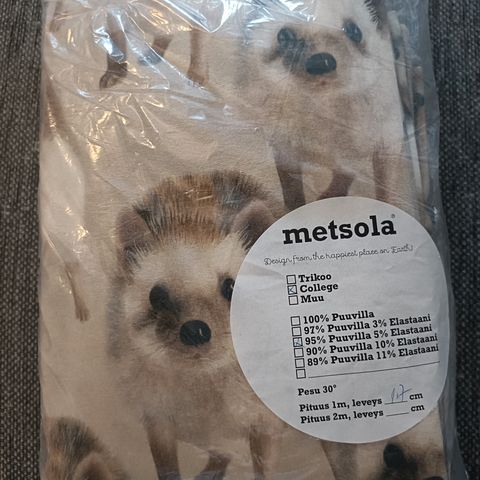 metsola®
Design from the happiest place on Earth!
☐ Trikoo
☑ College
☐ Muu
☐ 100% Puuvilla
☐ 97% Puuvilla 3% Elastaani
☑ 95% Puuvilla 5% Elastaani
☐ 90% Puuvilla 10% Elastaani
☐ 89% Puuvilla 11% Elastaani
☐
Pesu 30°
Pituus 1m, leveys cm
Pituus 2m, leveys cm